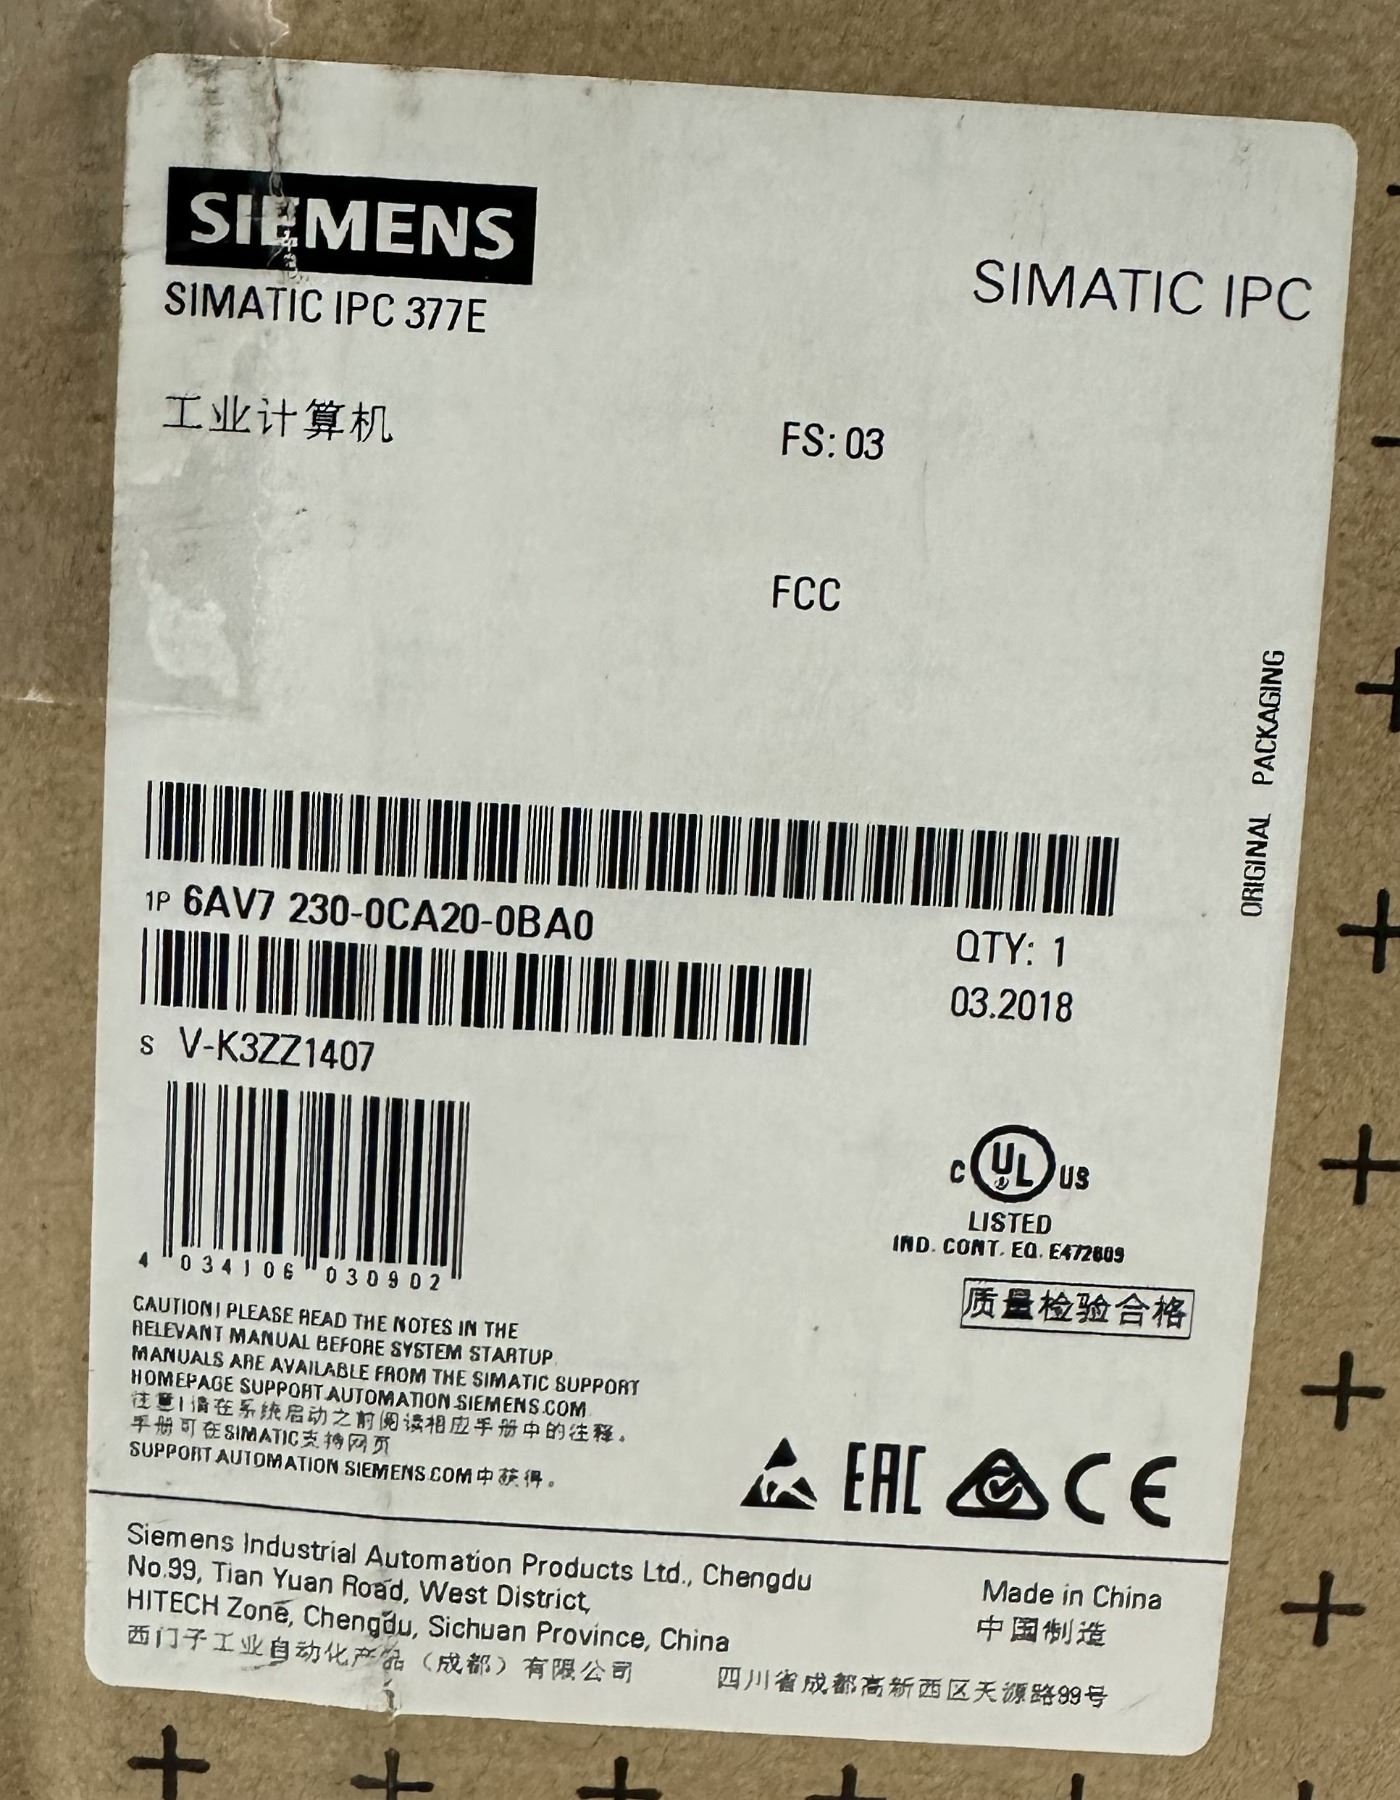 SIEMENS
SIMATIC IPC 377E
SIMATIC IPC
工业计算机
FS: 03
FCC
ORIGINAL PACKAGING
1P 6AV7 230-0CA20-0BA0
QTY: 1
03.2018
S V-K3ZZ1407
C UL US
LISTED
IND. CONT. EQ. E472609
4 034106 030902
质量检验合格
CAUTION! PLEASE READ THE NOTES IN THE
RELEVANT MANUAL BEFORE SYSTEM STARTUP.
MANUALS ARE AVAILABLE FROM THE SIMATIC SUPPORT
HOMEPAGE SUPPORT.AUTOMATION.SIEMENS.COM.
注意!请在系统启动之前阅读相应手册中的注释。
手册可在SIMATIC支持网页
SUPPORT.AUTOMATION.SIEMENS.COM中获得。
EAC
CE
Siemens Industrial Automation Products Ltd., Chengdu
No.99, Tian Yuan Road, West District,
HITECH Zone, Chengdu, Sichuan Province, China
Made in China
中国制造
西门子工业自动化产品（成都）有限公司
四川省成都高新西区天源路99号